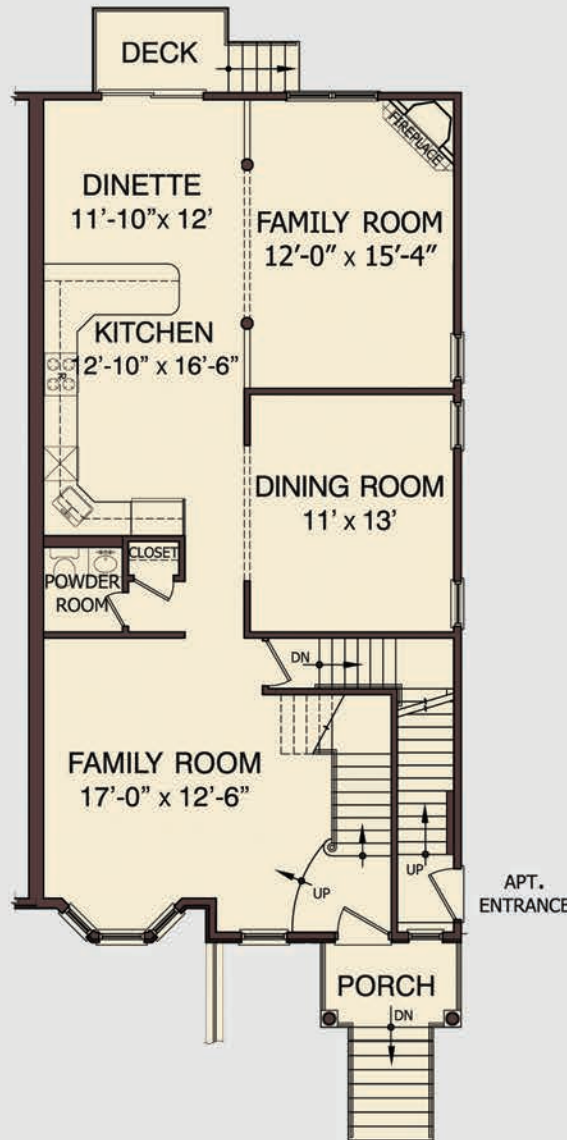 DECK
DINETTE
11'-10" x 12'
FIREPLACE
FAMILY ROOM
12'-0" x 15'-4"
KITCHEN
12'-10" x 16'-6"
DINING ROOM
11' x 13'
CLOSET
POWDER
ROOM
DN
FAMILY ROOM
17'-0" x 12'-6"
UP
UP
APT.
ENTRANCE
PORCH
DN